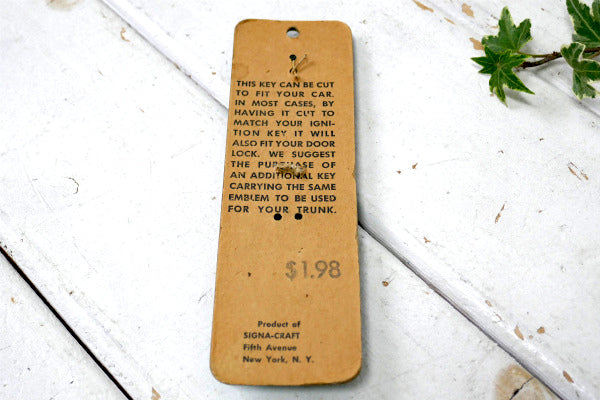 THIS KEY CAN BE CUT
TO FIT YOUR CAR.
IN MOST CASES, BY
HAVING IT CUT TO
MATCH YOUR IGNI-
TION KEY IT WILL
ALSO FIT YOUR DOOR
LOCK. WE SUGGEST
THE PURCHASE OF
AN ADDITIONAL KEY
CARRYING THE SAME
EMBLEM TO BE USED
FOR YOUR TRUNK.
$1.98
Product of
SIGNA-CRAFT
Fifth Avenue
New York, N. Y.